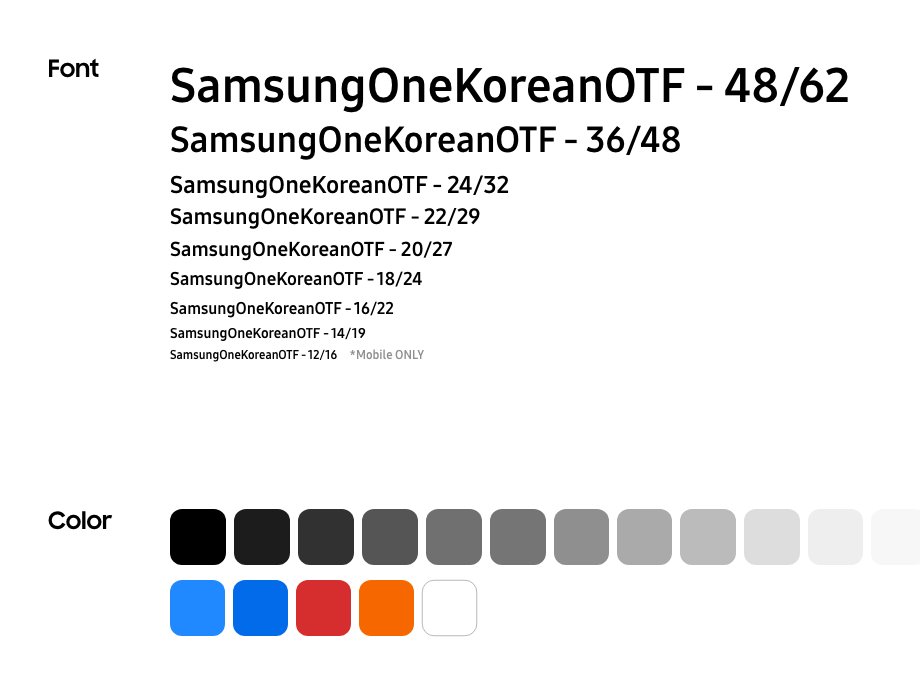 Font
SamsungOneKoreanOTF - 48/62
SamsungOneKoreanOTF - 36/48
SamsungOneKoreanOTF - 24/32
SamsungOneKoreanOTF - 22/29
SamsungOneKoreanOTF - 20/27
SamsungOneKoreanOTF - 18/24
SamsungOneKoreanOTF - 16/22
SamsungOneKoreanOTF - 14/19
SamsungOneKoreanOTF - 12/16 *Mobile ONLY
Color